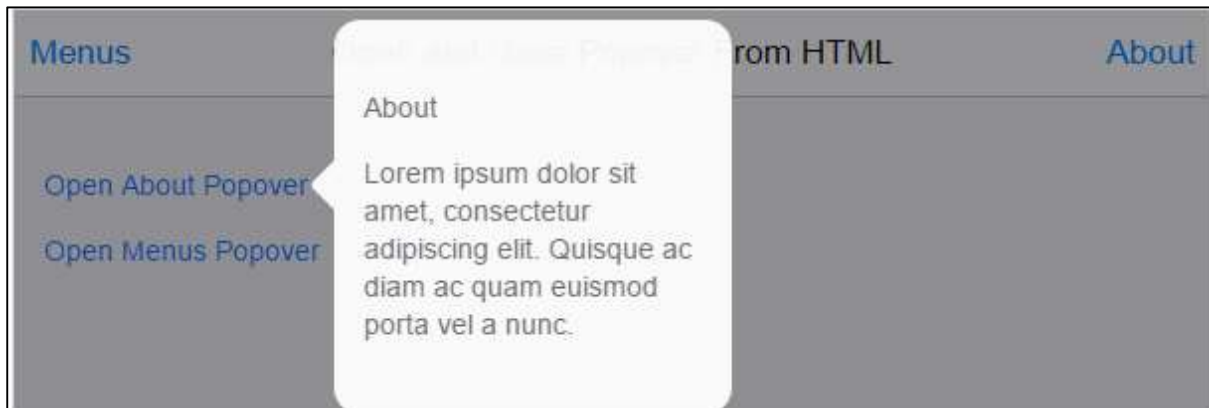 Menus rom HTML About
About
Open About Popover
Lorem ipsum dolor sit
amet, consectetur
adipiscing elit. Quisque ac
diam ac quam euismod
porta vel a nunc.
Open Menus Popover